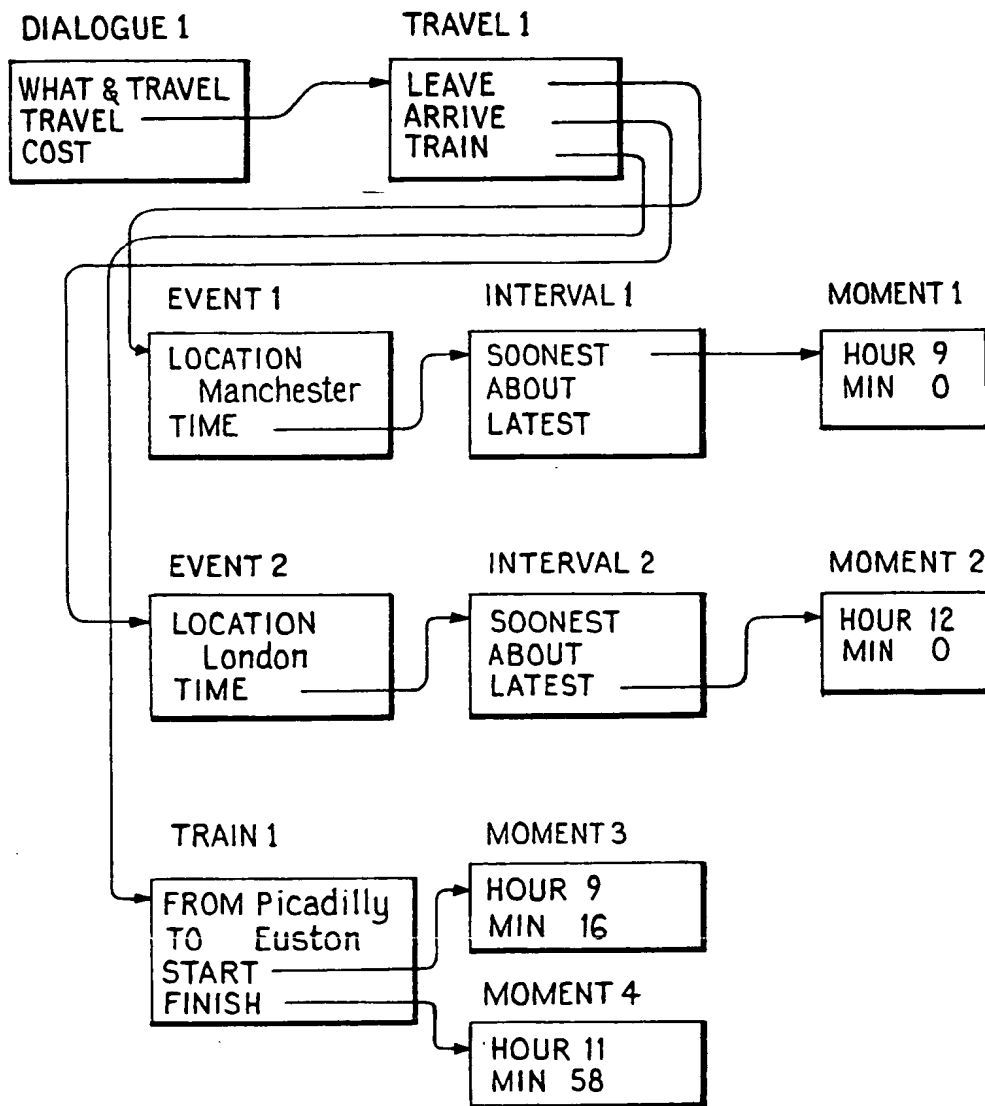 DIALOGUE 1
WHAT & TRAVEL
TRAVEL
COST
TRAVEL 1
LEAVE
ARRIVE
TRAIN
EVENT 1
LOCATION
Manchester
TIME
INTERVAL 1
SOONEST
ABOUT
LATEST
MOMENT 1
HOUR 9
MIN 0
EVENT 2
LOCATION
London
TIME
INTERVAL 2
SOONEST
ABOUT
LATEST
MOMENT 2
HOUR 12
MIN 0
TRAIN 1
FROM Picadilly
TO Euston
START
FINISH
MOMENT 3
HOUR 9
MIN 16
MOMENT 4
HOUR 11
MIN 58